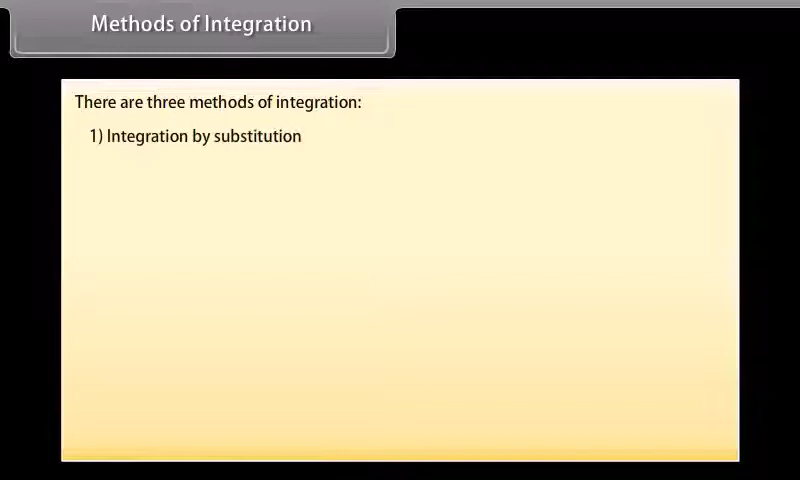 Methods of Integration
There are three methods of integration:
1) Integration by substitution